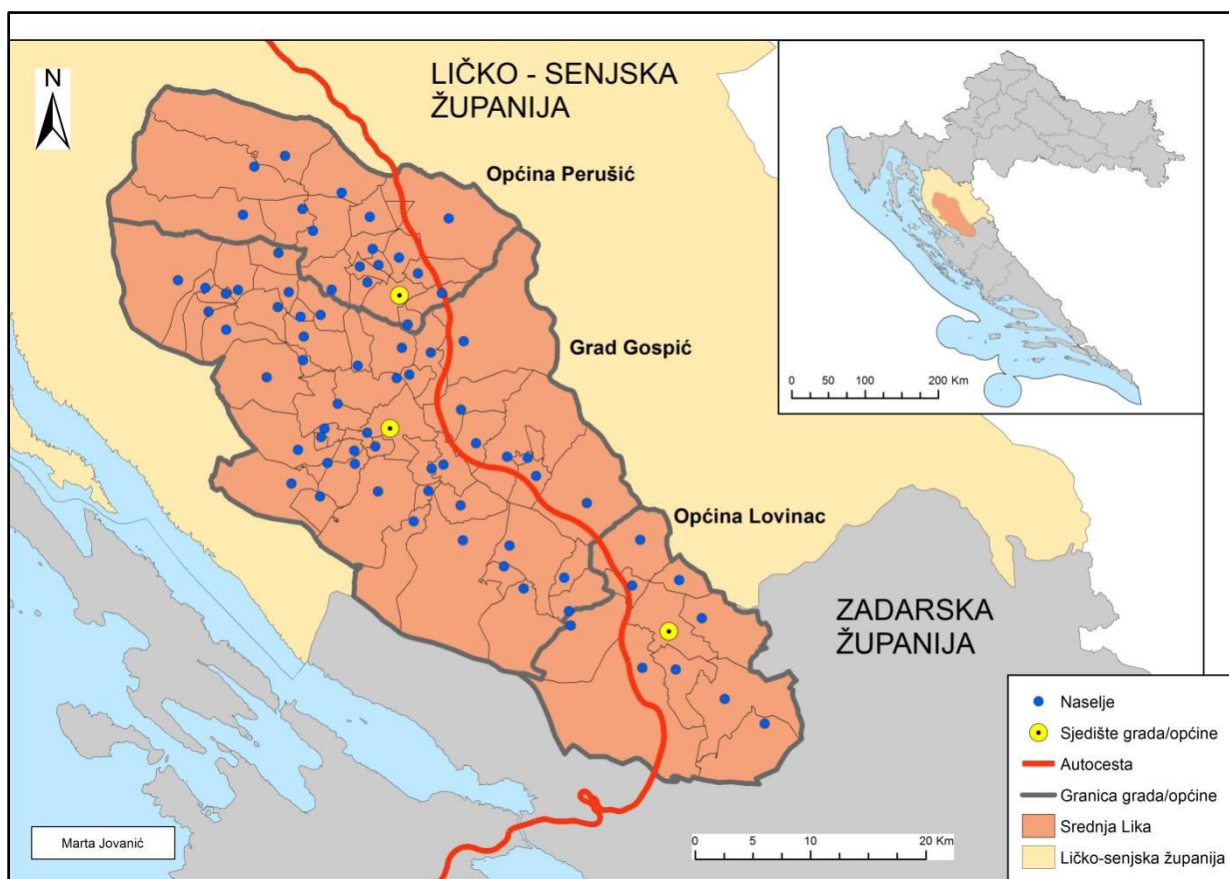 N
LIČKO - SENJSKA
ŽUPANIJA
Općina Perušić
Grad Gospić
Općina Lovinac
ZADARSKA
ŽUPANIJA
0 50 100 200 Km
Naselje
Sjedište grada/općine
Autocesta
Granica grada/općine
Srednja Lika
Ličko-senjska županija
0 5 10 20 Km
Marta Jovanić